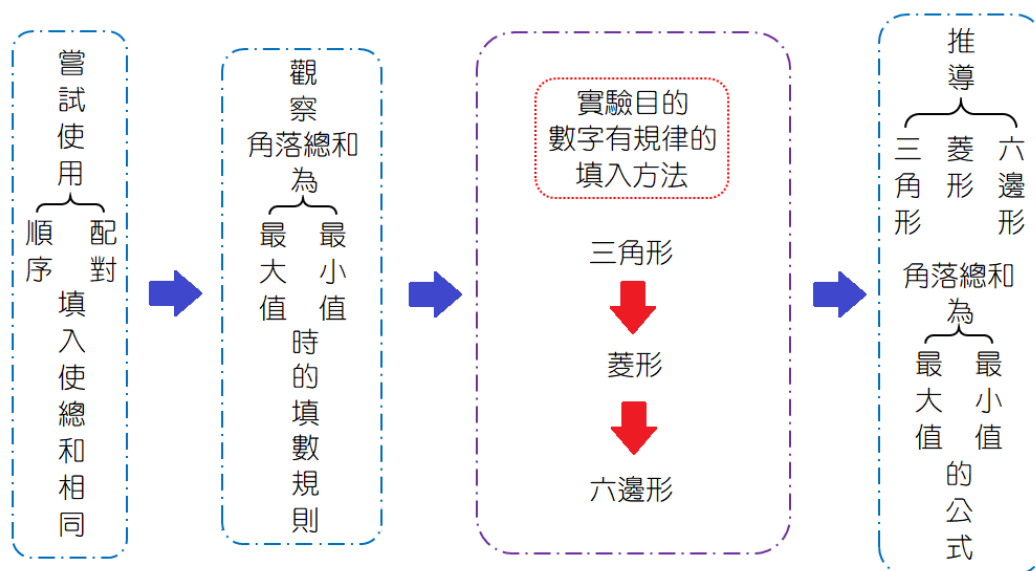 嘗試使用
順序
配對
填入使總和相同
觀察
角落總和
為
最大值
最小值
時的填數規則
實驗目的
數字有規律的
填入方法
三角形
菱形
六邊形
推導
三角形
菱形
六邊形
角落總和
為
最大值
最小值
的公式